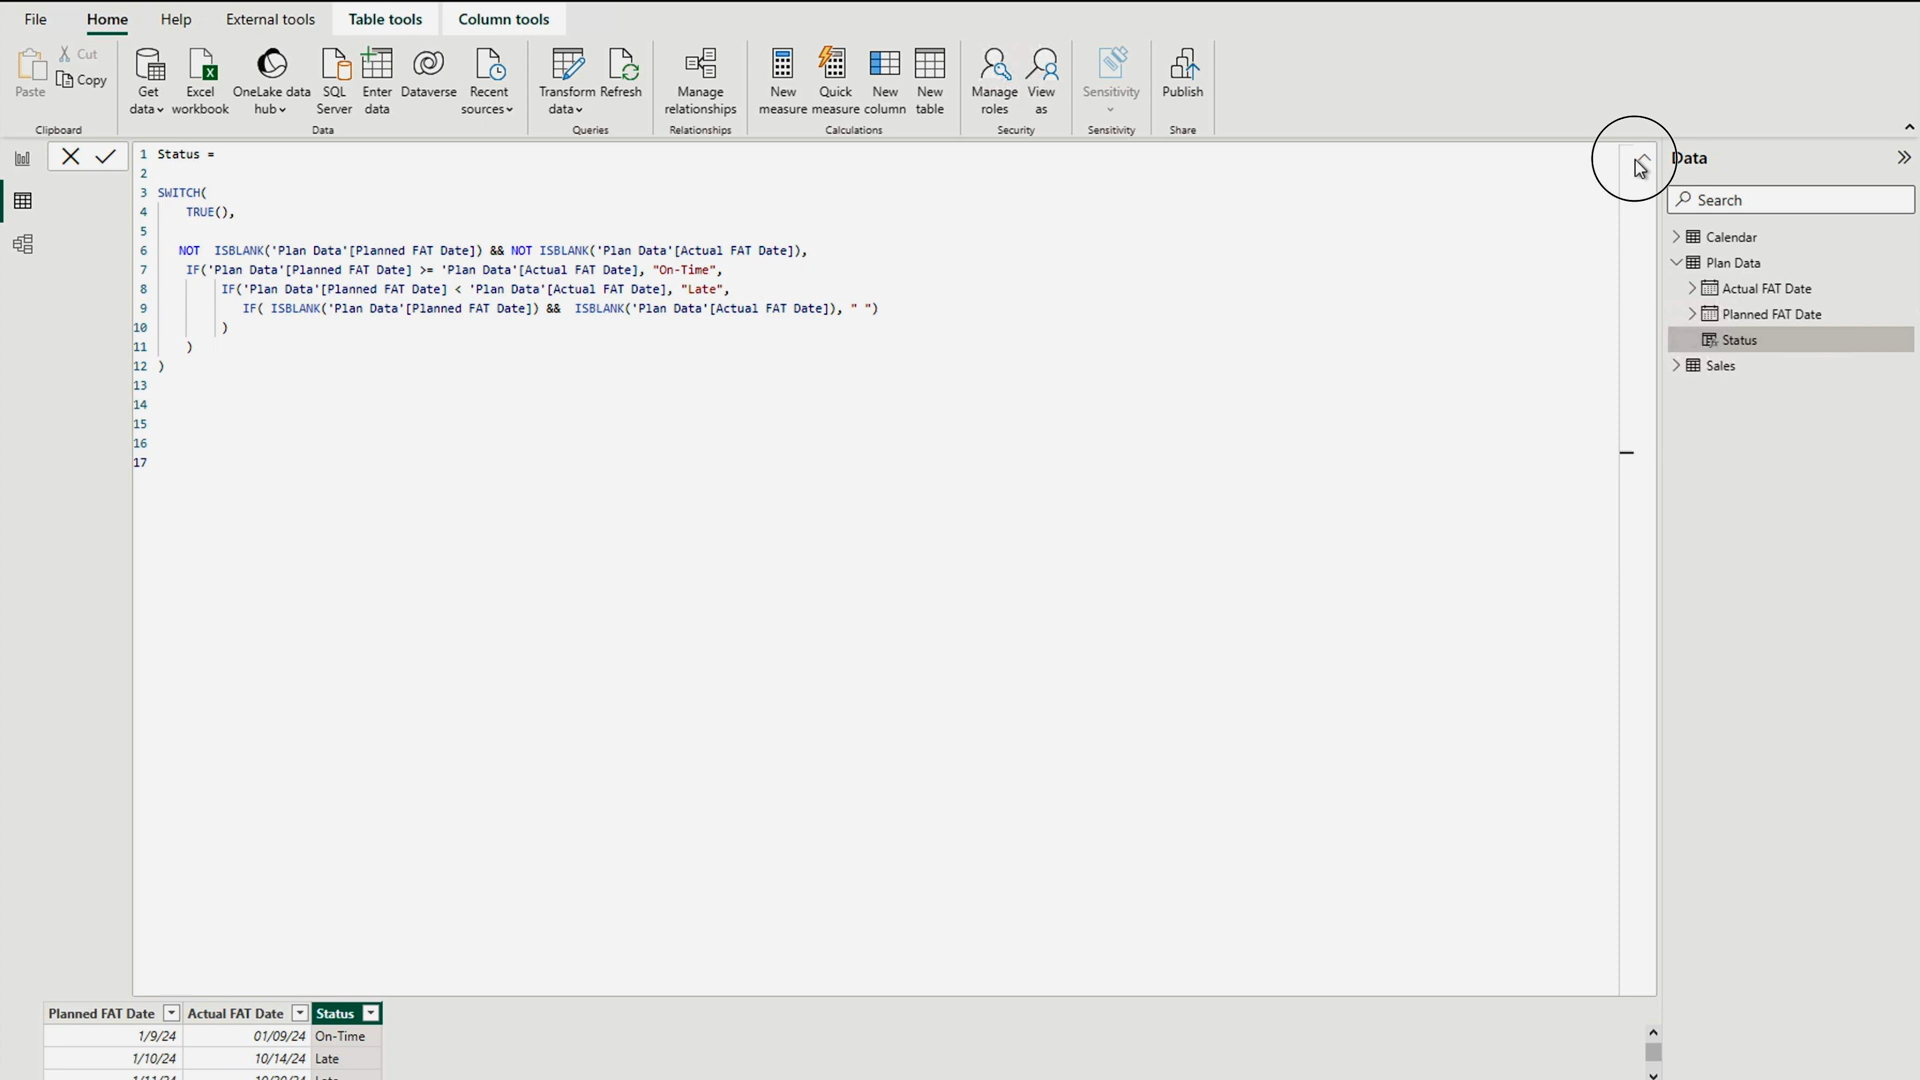 File Home Help External tools Table tools Column tools
Paste
Cut
Copy
Clipboard
Get data
Excel workbook
OneLake data hub
SQL Server
Enter data
Dataverse
Recent sources
Data
Transform data
Refresh
Queries
Manage relationships
Relationships
New measure
Quick measure
New column
New table
Calculations
Manage roles
View as
Security
Sensitivity
Sensitivity
Publish
Share
1 Status =
2
3 SWITCH(
4 TRUE(),
5
6 NOT ISBLANK('Plan Data'[Planned FAT Date]) && NOT ISBLANK('Plan Data'[Actual FAT Date]),
7 IF('Plan Data'[Planned FAT Date] >= 'Plan Data'[Actual FAT Date], "On-Time",
8 IF('Plan Data'[Planned FAT Date] < 'Plan Data'[Actual FAT Date], "Late",
9 IF( ISBLANK('Plan Data'[Planned FAT Date]) && ISBLANK('Plan Data'[Actual FAT Date]), " ")
10 )
11 )
12 )
13
14
15
16
17
Data
Search
Calendar
Plan Data
Actual FAT Date
Planned FAT Date
Status
Sales
Planned FAT Date Actual FAT Date Status
1/9/24 01/09/24 On-Time
1/10/24 10/14/24 Late